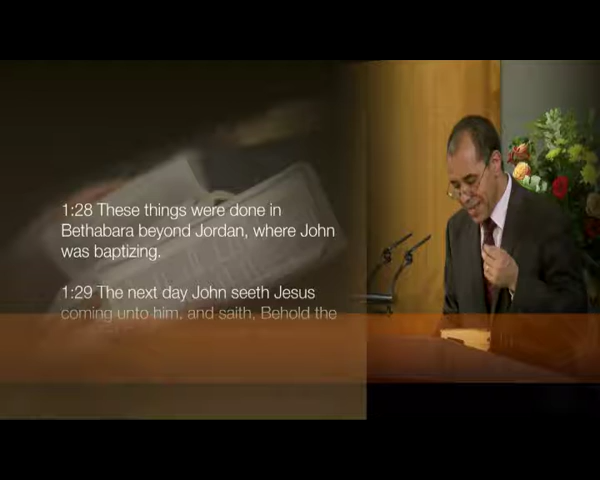 1:28 These things were done in
Bethabara beyond Jordan, where John
was baptizing.
1:29 The next day John seeth Jesus
coming unto him, and saith, Behold the